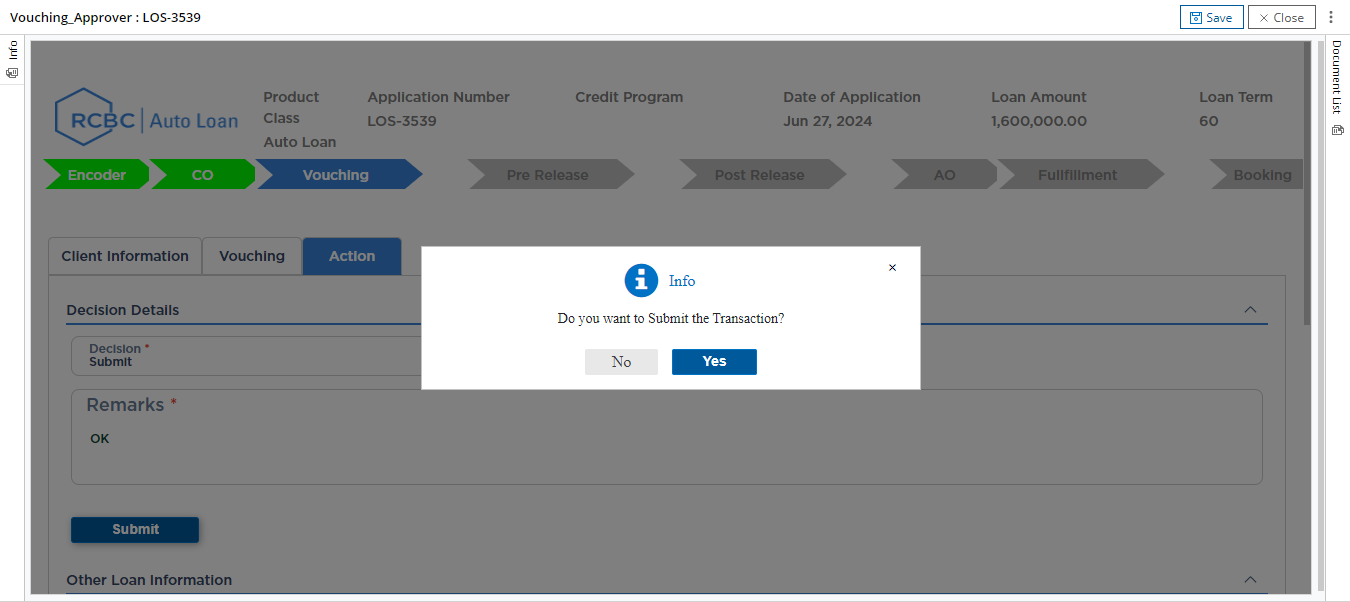 Vouching_Approver : LOS-3539
Save
Close
Info
Document List
RCBC Auto Loan
Product Class
Auto Loan
Application Number
LOS-3539
Credit Program
Date of Application
Jun 27, 2024
Loan Amount
1,600,000.00
Loan Term
60
Encoder
CO
Vouching
Pre Release
Post Release
AO
Fullfillment
Booking
Client Information
Vouching
Action
Info
Do you want to Submit the Transaction?
No
Yes
Decision Details
Decision *
Submit
Remarks *
OK
Submit
Other Loan Information